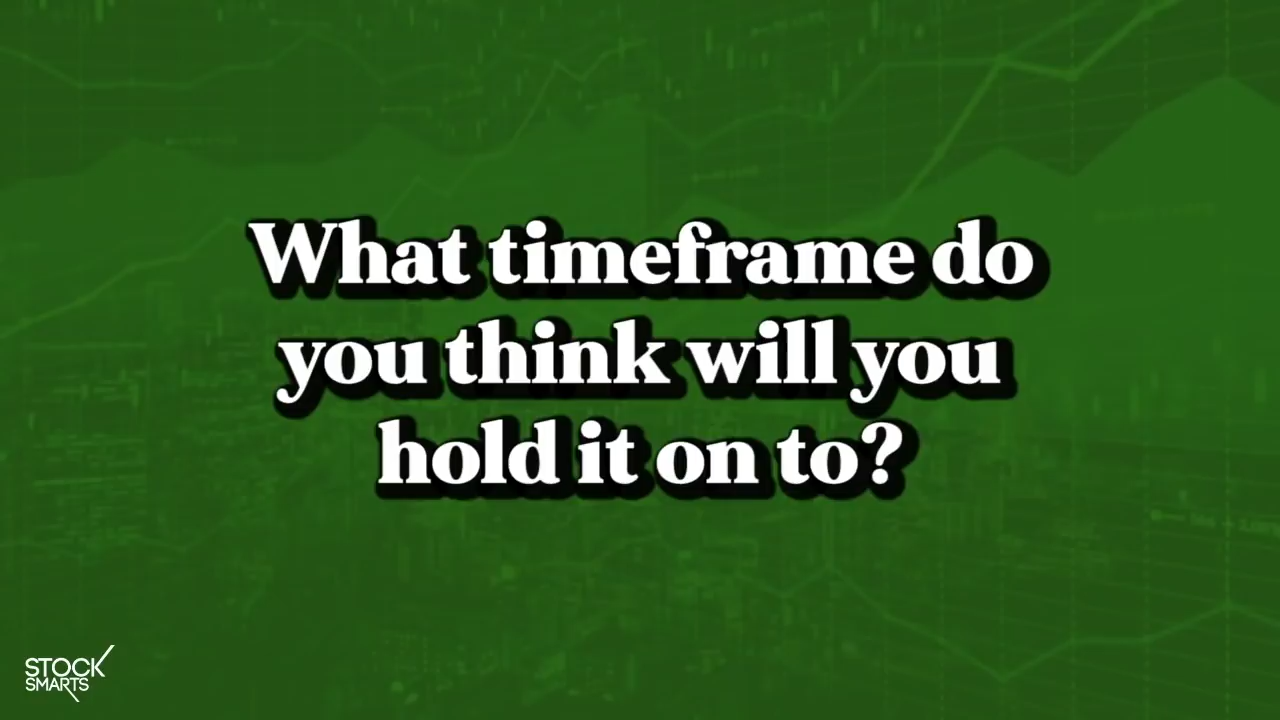 What timeframe do
you think will you
hold it on to?
STOCK
SMARTS